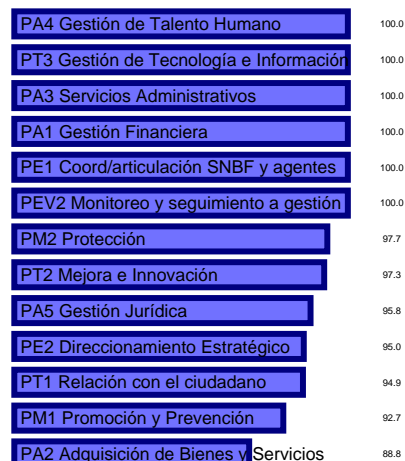 PA4 Gestión de Talento Humano 100.0
PT3 Gestión de Tecnología e Información 100.0
PA3 Servicios Administrativos 100.0
PA1 Gestión Financiera 100.0
PE1 Coord/articulación SNBF y agentes 100.0
PEV2 Monitoreo y seguimiento a gestión 100.0
PM2 Protección 97.7
PT2 Mejora e Innovación 97.3
PA5 Gestión Jurídica 95.8
PE2 Direccionamiento Estratégico 95.0
PT1 Relación con el ciudadano 94.9
PM1 Promoción y Prevención 92.7
PA2 Adquisición de Bienes y Servicios 88.8